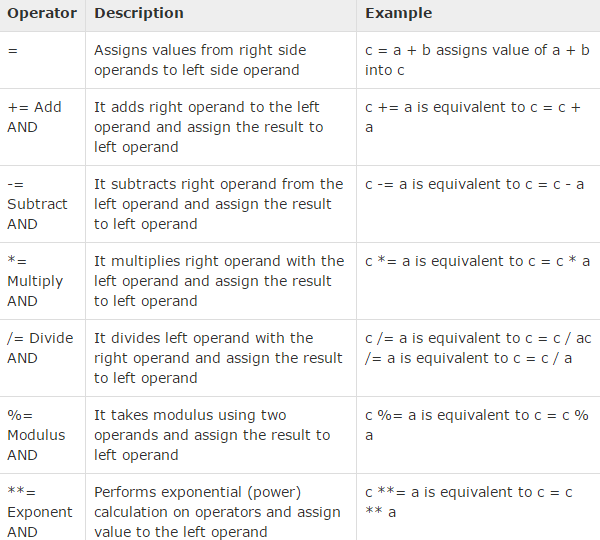 Operator Description Example
= Assigns values from right side operands to left side operand c = a + b assigns value of a + b into c
+= Add AND It adds right operand to the left operand and assign the result to left operand c += a is equivalent to c = c + a
-= Subtract AND It subtracts right operand from the left operand and assign the result to left operand c -= a is equivalent to c = c - a
*= Multiply AND It multiplies right operand with the left operand and assign the result to left operand c *= a is equivalent to c = c * a
/= Divide AND It divides left operand with the right operand and assign the result to left operand c /= a is equivalent to c = c / ac /= a is equivalent to c = c / a
%= Modulus AND It takes modulus using two operands and assign the result to left operand c %= a is equivalent to c = c % a
**= Exponent AND Performs exponential (power) calculation on operators and assign value to the left operand c **= a is equivalent to c = c ** a